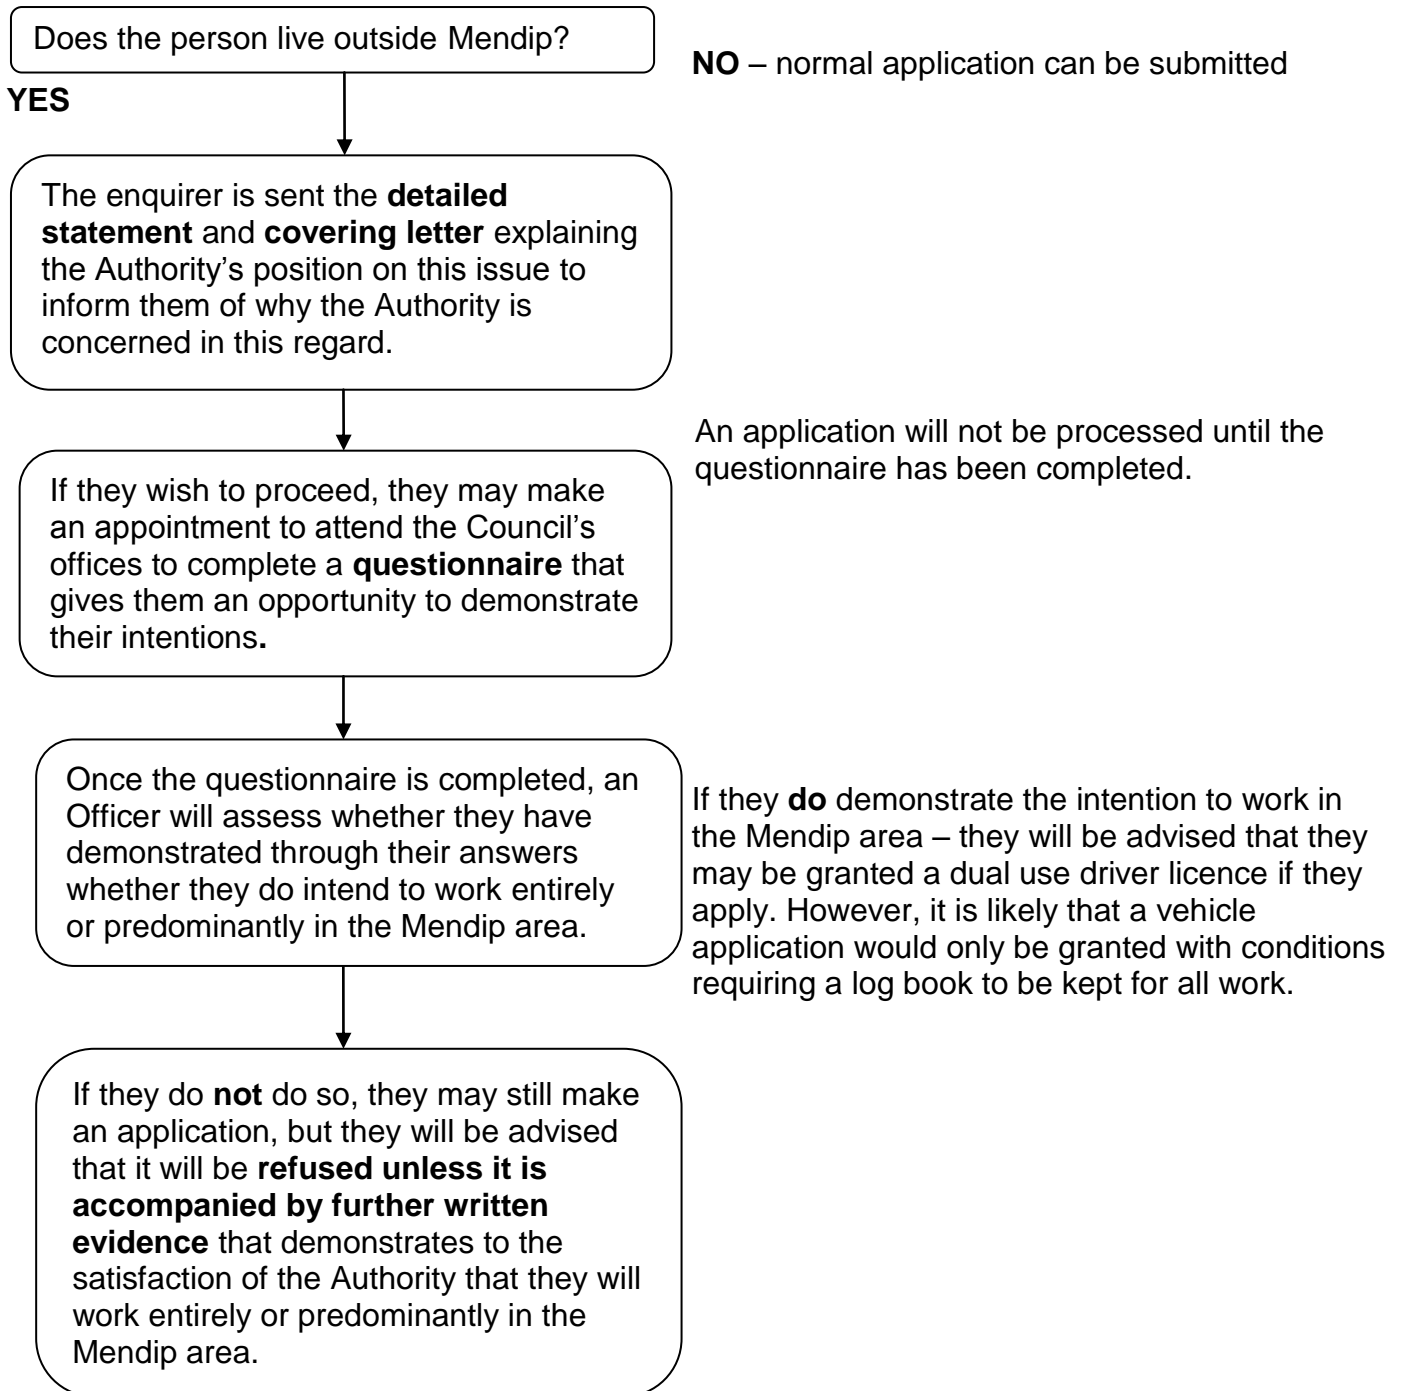 Does the person live outside Mendip?
NO – normal application can be submitted
YES
The enquirer is sent the detailed
statement and covering letter explaining
the Authority’s position on this issue to
inform them of why the Authority is
concerned in this regard.
An application will not be processed until the
questionnaire has been completed.
If they wish to proceed, they may make
an appointment to attend the Council’s
offices to complete a questionnaire that
gives them an opportunity to demonstrate
their intentions.
Once the questionnaire is completed, an
Officer will assess whether they have
demonstrated through their answers
whether they do intend to work entirely
or predominantly in the Mendip area.
If they do demonstrate the intention to work in
the Mendip area – they will be advised that they
may be granted a dual use driver licence if they
apply. However, it is likely that a vehicle
application would only be granted with conditions
requiring a log book to be kept for all work.
If they do not do so, they may still make
an application, but they will be advised
that it will be refused unless it is
accompanied by further written
evidence that demonstrates to the
satisfaction of the Authority that they will
work entirely or predominantly in the
Mendip area.